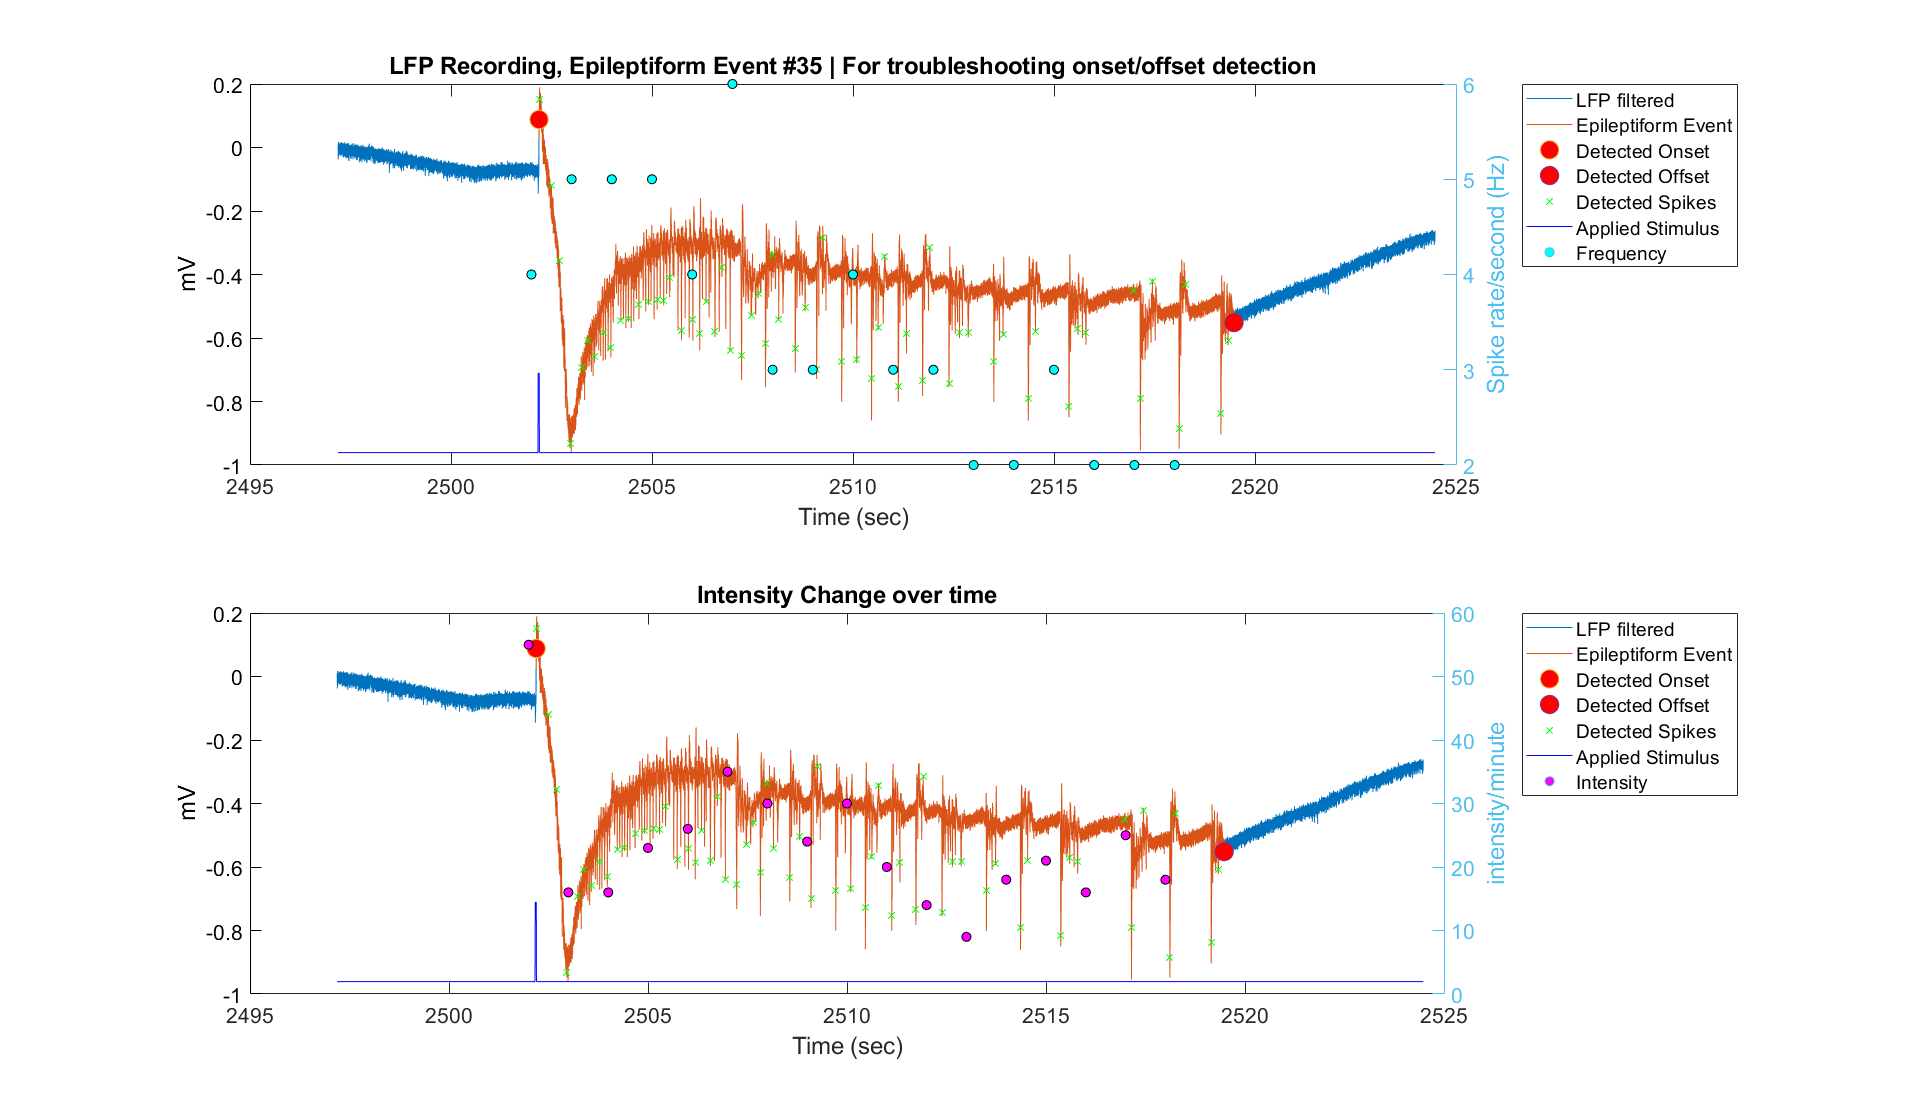 LFP Recording, Epileptiform Event #35 | For troubleshooting onset/offset detection
0.2
0
-0.2
-0.4
-0.6
-0.8
-1
mV
6
5
4
3
2
Spike rate/second (Hz)
2495
2500
2505
2510
2515
2520
2525
Time (sec)
LFP filtered
Epileptiform Event
Detected Onset
Detected Offset
Detected Spikes
Applied Stimulus
Frequency
Intensity Change over time
0.2
0
-0.2
-0.4
-0.6
-0.8
-1
mV
60
50
40
30
20
10
0
intensity/minute
2495
2500
2505
2510
2515
2520
2525
Time (sec)
LFP filtered
Epileptiform Event
Detected Onset
Detected Offset
Detected Spikes
Applied Stimulus
Intensity